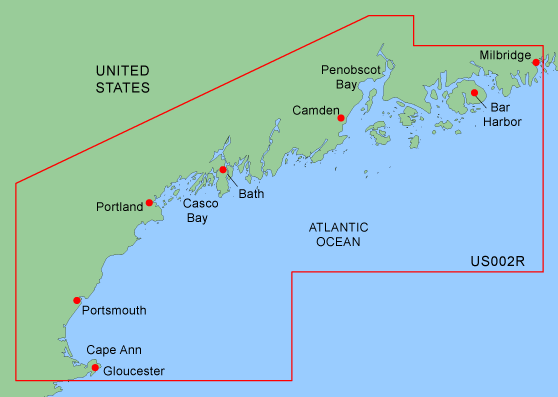 Milbridge
UNITED
STATES
Penobscot
Bay
Camden
Bar
Harbor
Bath
Portland
Casco
Bay
ATLANTIC
OCEAN
US002R
Portsmouth
Cape Ann
Gloucester